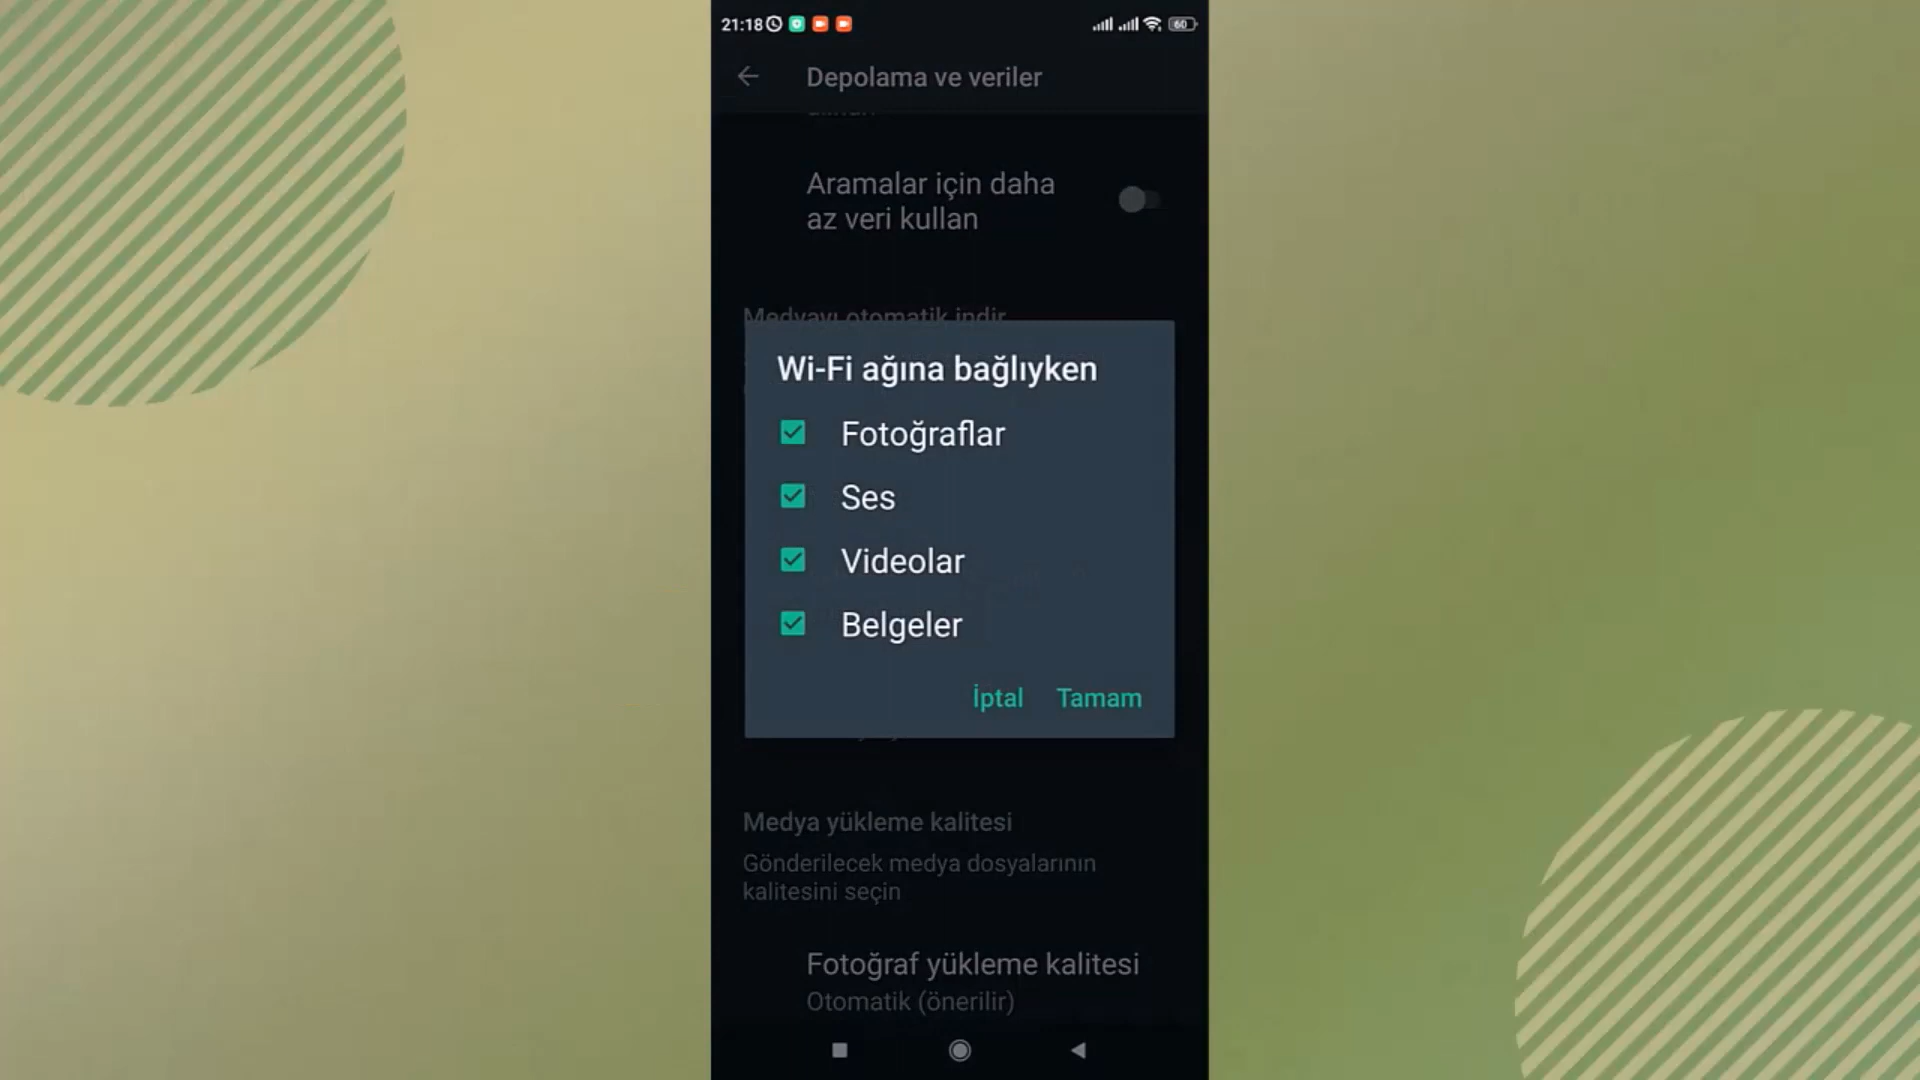 21:18
60
Depolama ve veriler
Aramalar için daha
az veri kullan
Medyayı otomatik indir
Wi-Fi ağına bağlıyken
Fotoğraflar
Ses
Videolar
Belgeler
İptal Tamam
Medya yükleme kalitesi
Gönderilecek medya dosyalarının
kalitesini seçin
Fotoğraf yükleme kalitesi
Otomatik (önerilir)